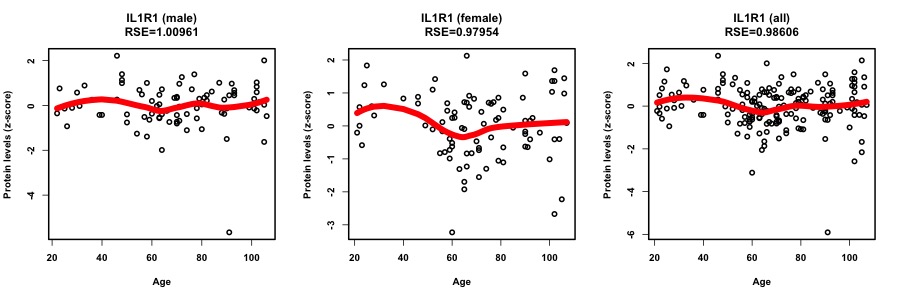 IL1R1 (male)
RSE=1.00961
Protein levels (z-score)
2
0
-2
-4
20 40 60 80 100
Age
IL1R1 (female)
RSE=0.97954
Protein levels (z-score)
2
1
0
-1
-2
-3
20 40 60 80 100
Age
IL1R1 (all)
RSE=0.98606
Protein levels (z-score)
2
0
-2
-4
-6
20 40 60 80 100
Age